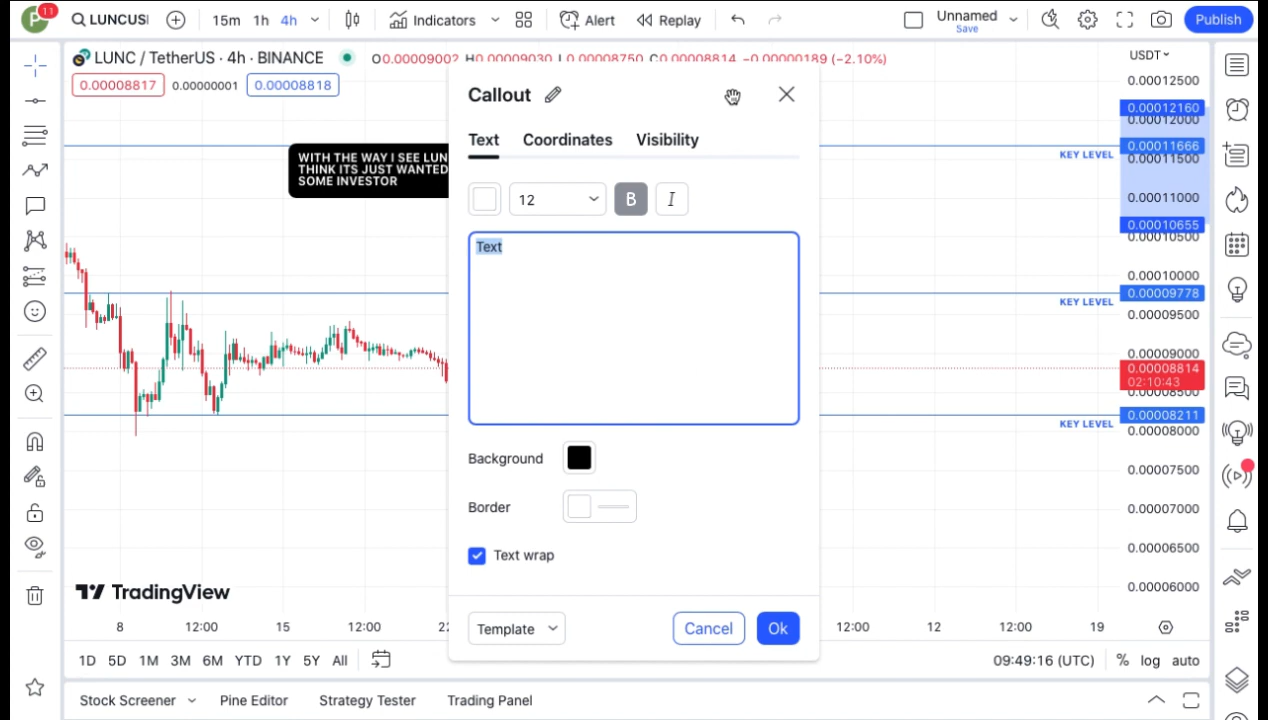 P 11 LUNCUS 15m 1h 4h Indicators Alert Replay Unnamed Save Publish
LUNC / TetherUS · 4h · BINANCE O0.00009002 H0.00009030 L0.00008750 C0.00008814 −0.00000189 (−2.10%)
0.00008817 0.00000001 0.00008818
USDT
0.00012500
0.00012160
0.00012000
0.00011666
KEY LEVEL
0.00011500
0.00011000
0.00010655
0.00010500
0.00010000
0.00009778
KEY LEVEL
0.00009500
0.00009000
0.00008814
02:10:43
0.00008500
0.00008211
KEY LEVEL
0.00008000
0.00007500
0.00007000
0.00006500
0.00006000
WITH THE WAY I SEE LUN
THINK ITS JUST WANTED
SOME INVESTOR
Callout
Text Coordinates Visibility
12 B I
Text
Background
Border
Text wrap
Template Cancel Ok
TradingView
8 12:00 15 12:00 22 12:00 12 12:00 19
1D 5D 1M 3M 6M YTD 1Y 5Y All 09:49:16 (UTC) % log auto
Stock Screener Pine Editor Strategy Tester Trading Panel